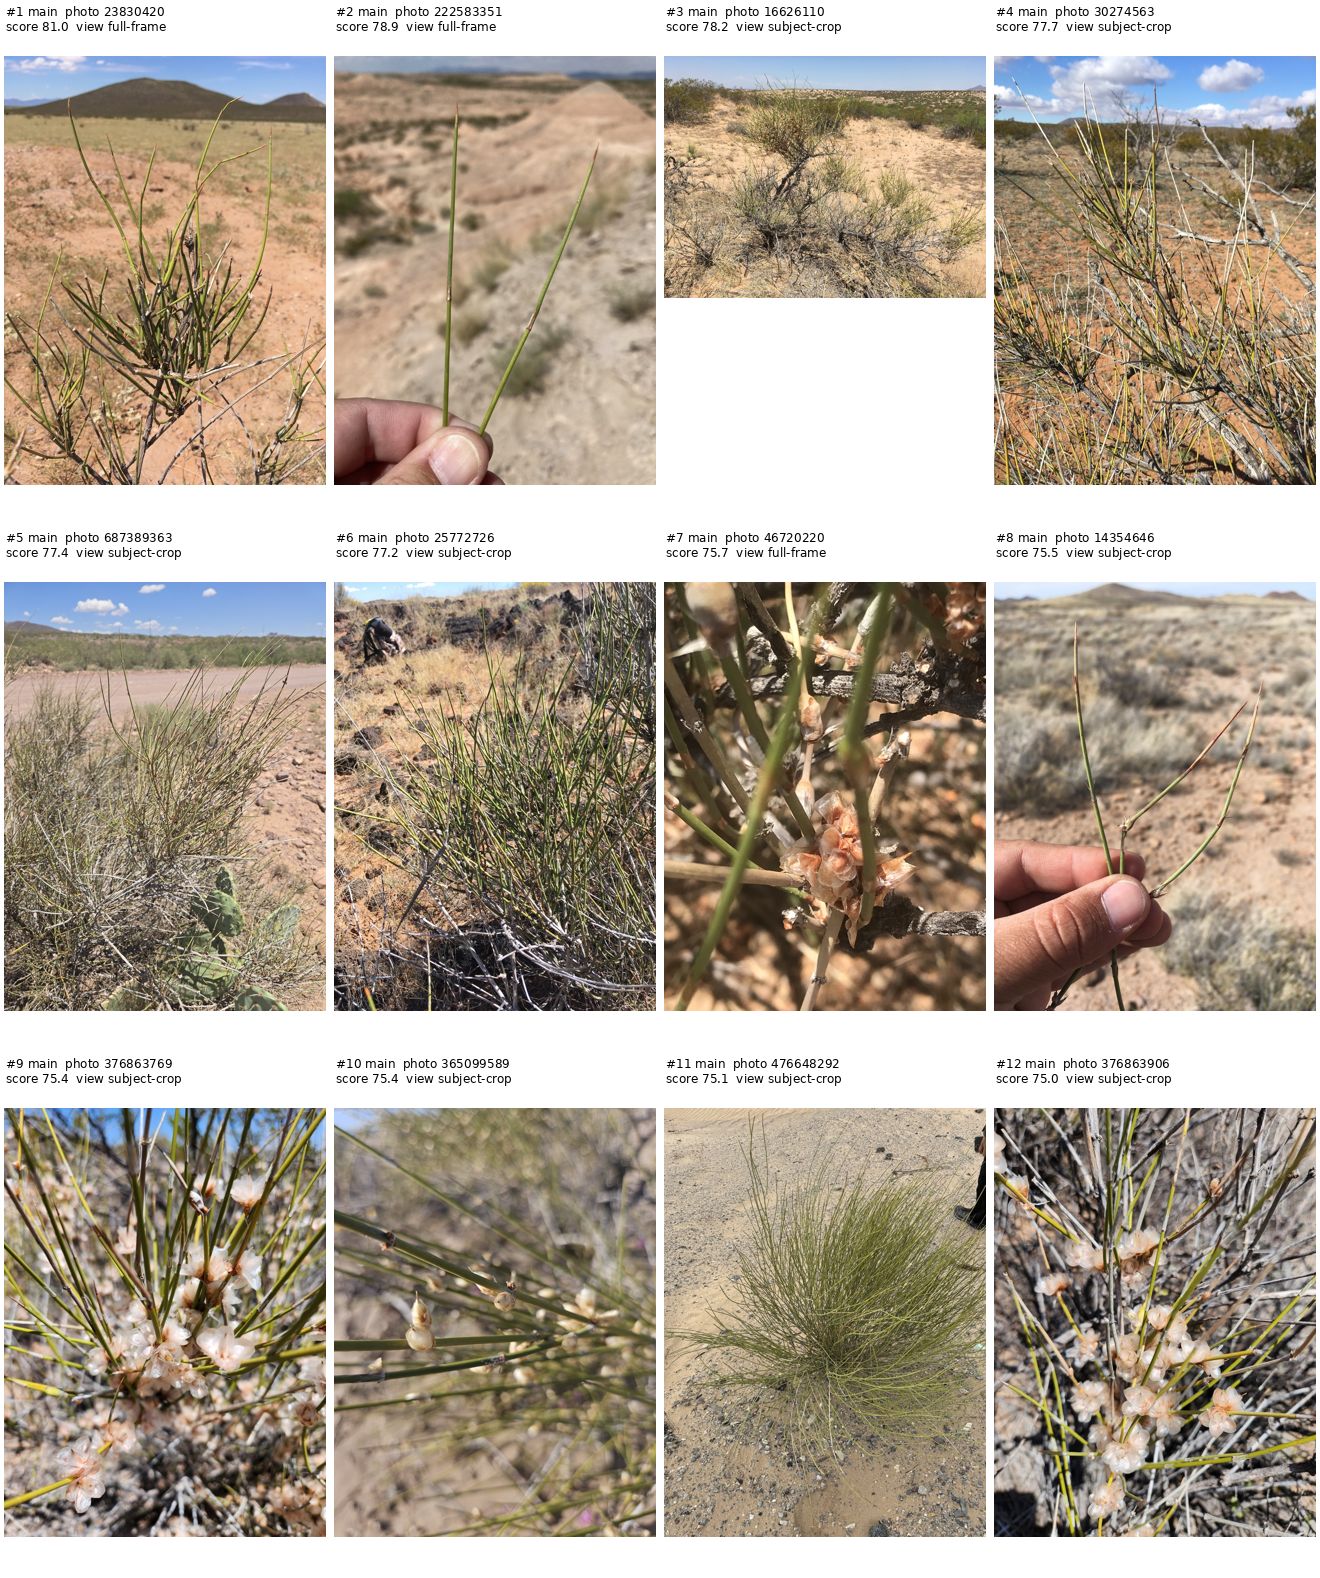 #1 main  photo 23830420
score 81.0  view full-frame
#2 main  photo 222583351
score 78.9  view full-frame
#3 main  photo 16626110
score 78.2  view subject-crop
#4 main  photo 30274563
score 77.7  view subject-crop
#5 main  photo 687389363
score 77.4  view subject-crop
#6 main  photo 25772726
score 77.2  view subject-crop
#7 main  photo 46720220
score 75.7  view full-frame
#8 main  photo 14354646
score 75.5  view subject-crop
#9 main  photo 376863769
score 75.4  view subject-crop
#10 main  photo 365099589
score 75.4  view subject-crop
#11 main  photo 476648292
score 75.1  view subject-crop
#12 main  photo 376863906
score 75.0  view subject-crop